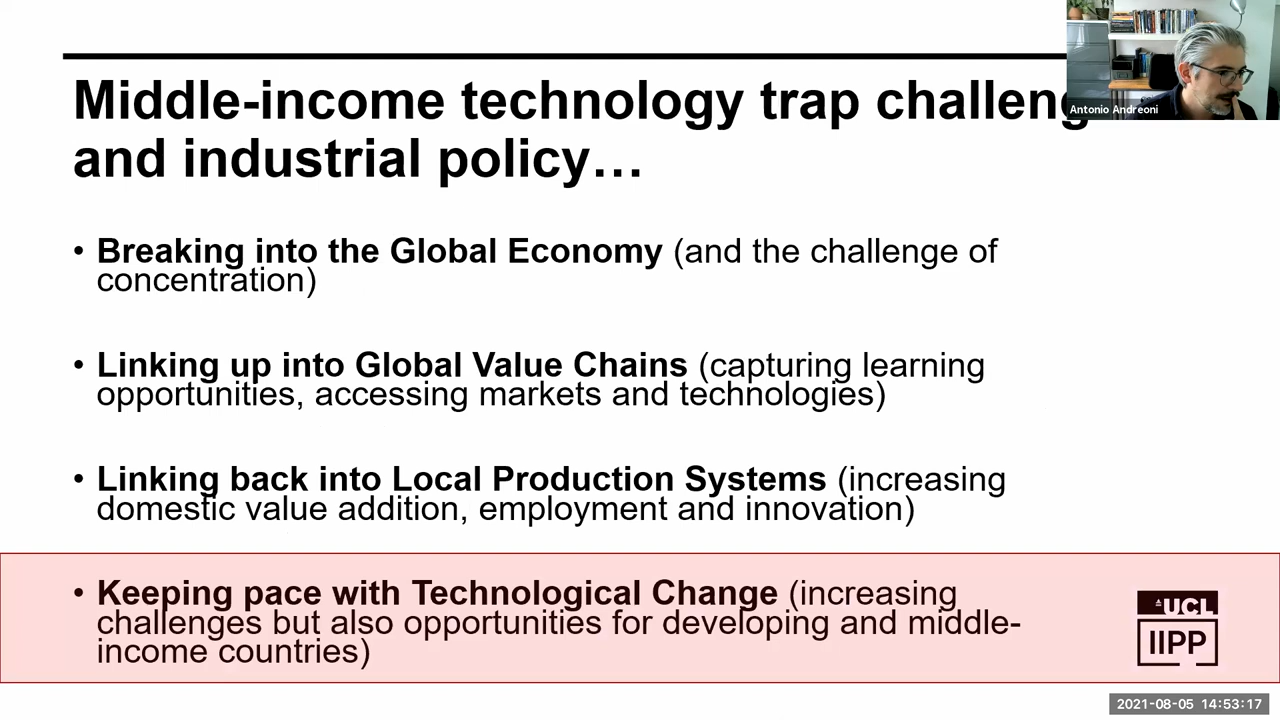 Middle-income technology trap challeng
and industrial policy…
Antonio Andreoni
• Breaking into the Global Economy (and the challenge of
concentration)
• Linking up into Global Value Chains (capturing learning
opportunities, accessing markets and technologies)
• Linking back into Local Production Systems (increasing
domestic value addition, employment and innovation)
• Keeping pace with Technological Change (increasing
challenges but also opportunities for developing and middle-
income countries)
UCL
IIPP
2021-08-05 14:53:17